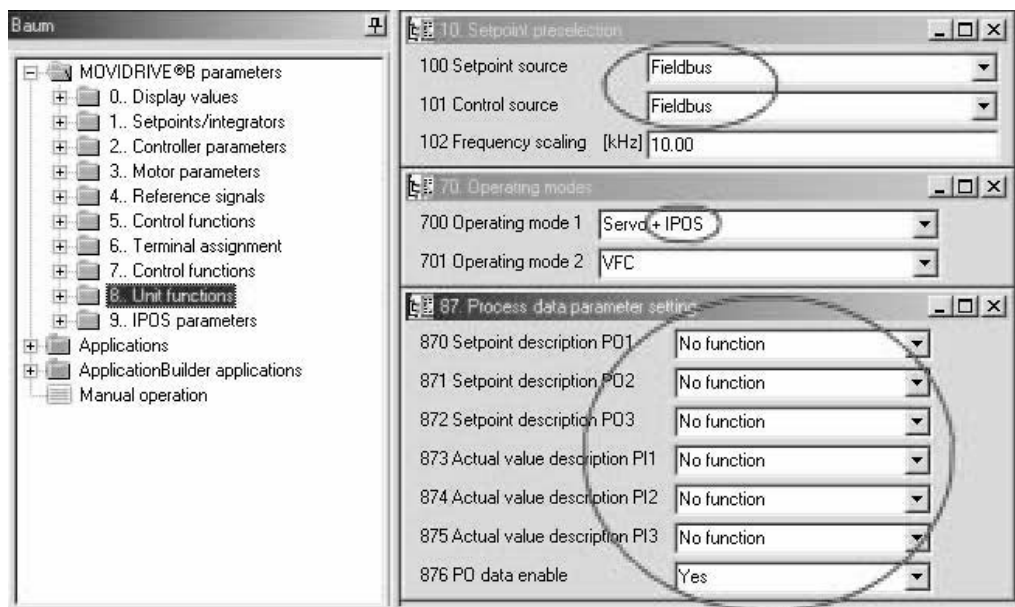 Baum
MOVIDRIVE®B parameters
0.. Display values
1.. Setpoints/integrators
2.. Controller parameters
3.. Motor parameters
4.. Reference signals
5.. Control functions
6.. Terminal assignment
7.. Control functions
8.. Unit functions
9.. IPOS parameters
Applications
ApplicationBuilder applications
Manual operation
10. Setpoint preselection
100 Setpoint source Fieldbus
101 Control source Fieldbus
102 Frequency scaling [kHz] 10.00
70. Operating modes
700 Operating mode 1 Servo + IPOS
701 Operating mode 2 VFC
87. Process data parameter setting
870 Setpoint description PO1 No function
871 Setpoint description PO2 No function
872 Setpoint description PO3 No function
873 Actual value description PI1 No function
874 Actual value description PI2 No function
875 Actual value description PI3 No function
876 PO data enable Yes